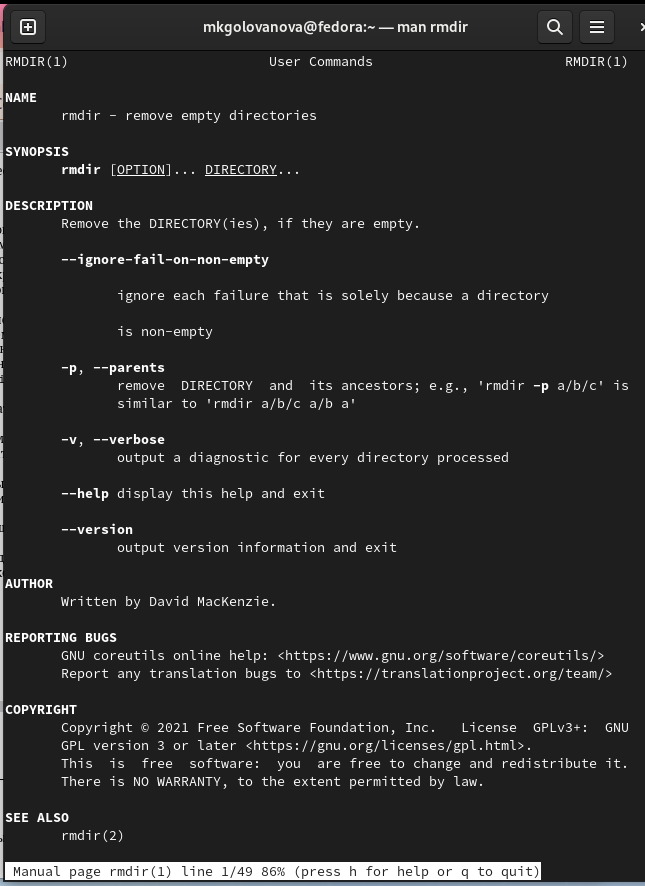 mkgolovanova@fedora:~ — man rmdir
RMDIR(1) User Commands RMDIR(1)
NAME
rmdir - remove empty directories
SYNOPSIS
rmdir [OPTION]... DIRECTORY...
DESCRIPTION
Remove the DIRECTORY(ies), if they are empty.
--ignore-fail-on-non-empty
ignore each failure that is solely because a directory
is non-empty
-p, --parents
remove  DIRECTORY  and  its ancestors; e.g., 'rmdir -p a/b/c' is
similar to 'rmdir a/b/c a/b a'
-v, --verbose
output a diagnostic for every directory processed
--help display this help and exit
--version
output version information and exit
AUTHOR
Written by David MacKenzie.
REPORTING BUGS
GNU coreutils online help: <https://www.gnu.org/software/coreutils/>
Report any translation bugs to <https://translationproject.org/team/>
COPYRIGHT
Copyright © 2021 Free Software Foundation, Inc.   License  GPLv3+:  GNU
GPL version 3 or later <https://gnu.org/licenses/gpl.html>.
This  is  free  software:  you  are free to change and redistribute it.
There is NO WARRANTY, to the extent permitted by law.
SEE ALSO
rmdir(2)
Manual page rmdir(1) line 1/49 86% (press h for help or q to quit)